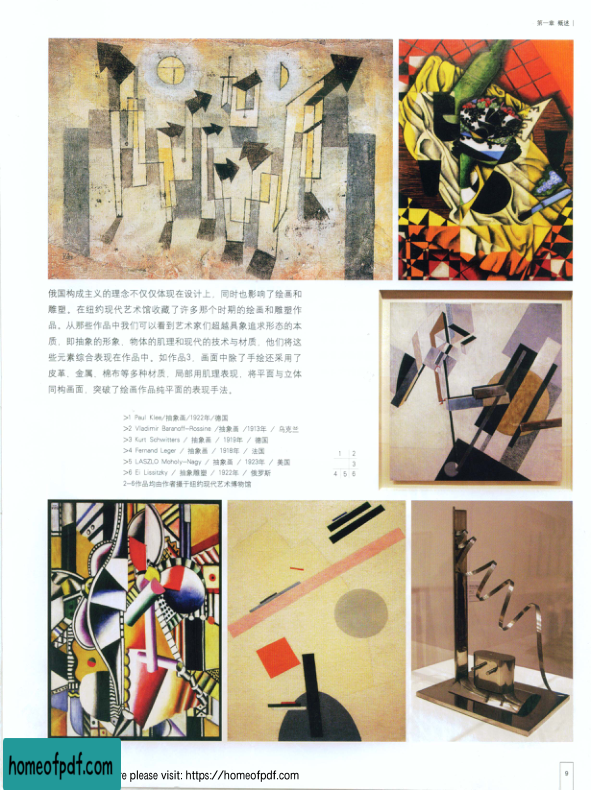 第一章 概述 |
俄国构成主义的理念不仅仅体现在设计上，同时也影响了绘画和
雕塑。在纽约现代艺术馆收藏了许多那个时期的绘画和雕塑作
品。从那些作品中我们可以看到艺术家们超越具象追求形态的本
质，即抽象的形象、物体的肌理和现代的技术与材质，他们将这
些元素综合表现在作品中。如作品3，画面中除了手绘还采用了
皮革、金属、棉布等多种材质，局部用肌理表现，将平面与立体
同构画面，突破了绘画作品纯平面的表现手法。
>1 Paul Klee/抽象画/1922年/德国
>2 Vladimir Baranoff-Rossine /抽象画 /1913年 / 乌克兰
>3 Kurt Schwitters / 抽象画 / 1919年 / 德国
>4 Fernand Leger / 抽象画 / 1918年 / 法国
>5 LASZLO Moholy-Nagy / 抽象画 / 1923年 / 美国
>6 El Lissitzky / 抽象雕塑 / 1922年 / 俄罗斯
2-6作品均由作者摄于纽约现代艺术博物馆
1 2
3
4 5 6
homeofpdf.com
re please visit: https://homeofpdf.com
9